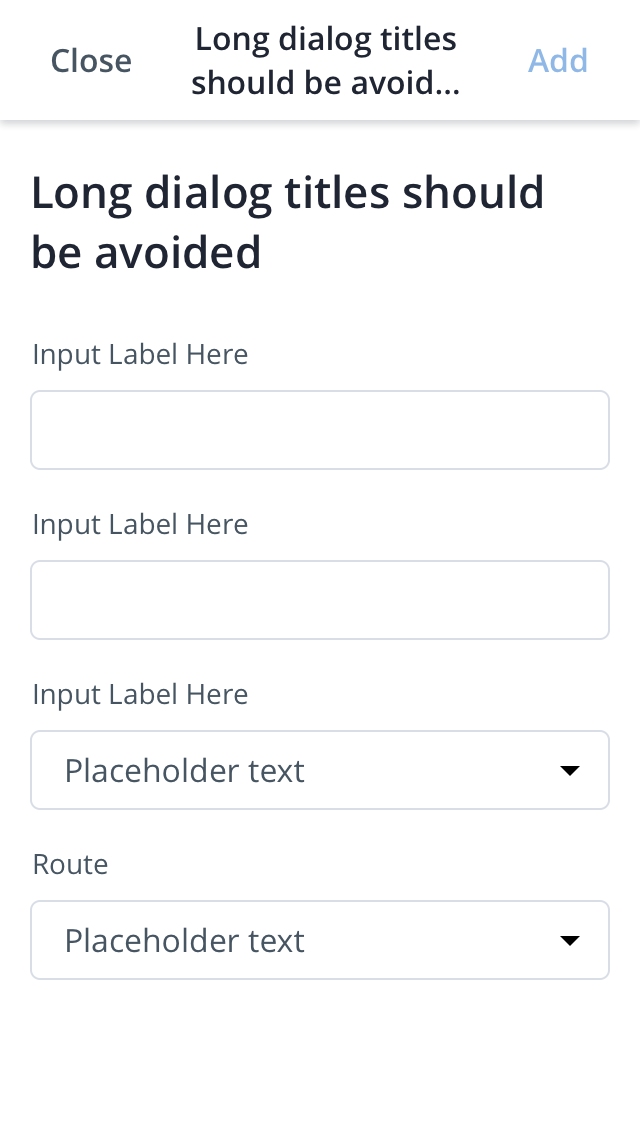 Close
Long dialog titles
should be avoid...
Add
Long dialog titles should
be avoided
Input Label Here
Input Label Here
Input Label Here
Placeholder text
Route
Placeholder text